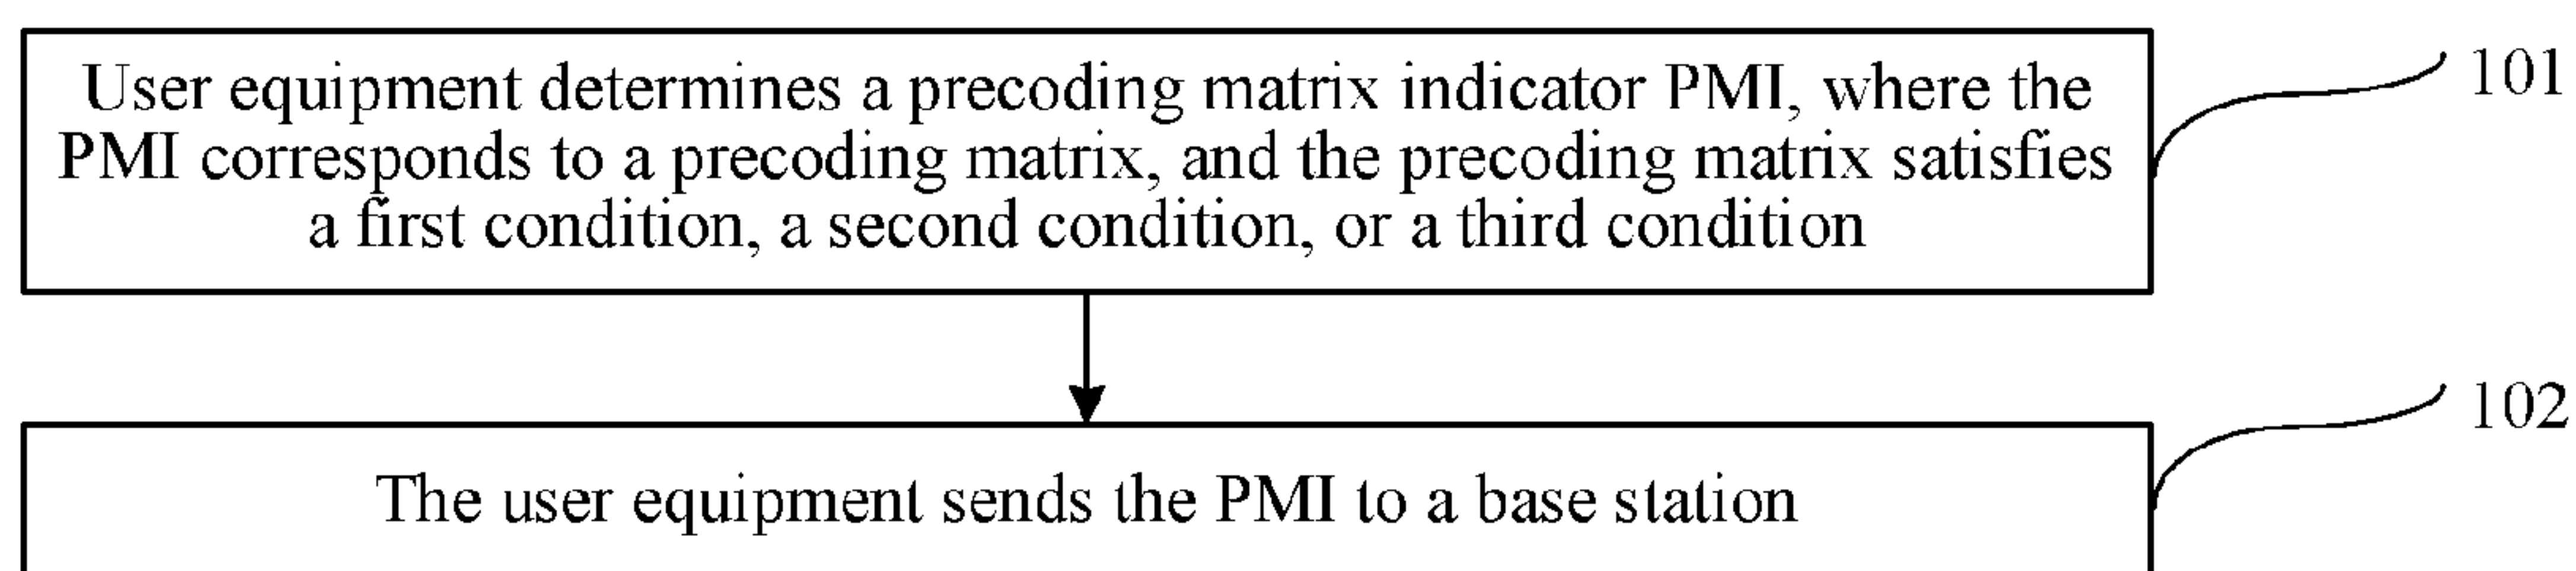 User equipment determines a precoding matrix indicator PMI, where the
PMI corresponds to a precoding matrix, and the precoding matrix satisfies
a first condition, a second condition, or a third condition
101
The user equipment sends the PMI to a base station
102